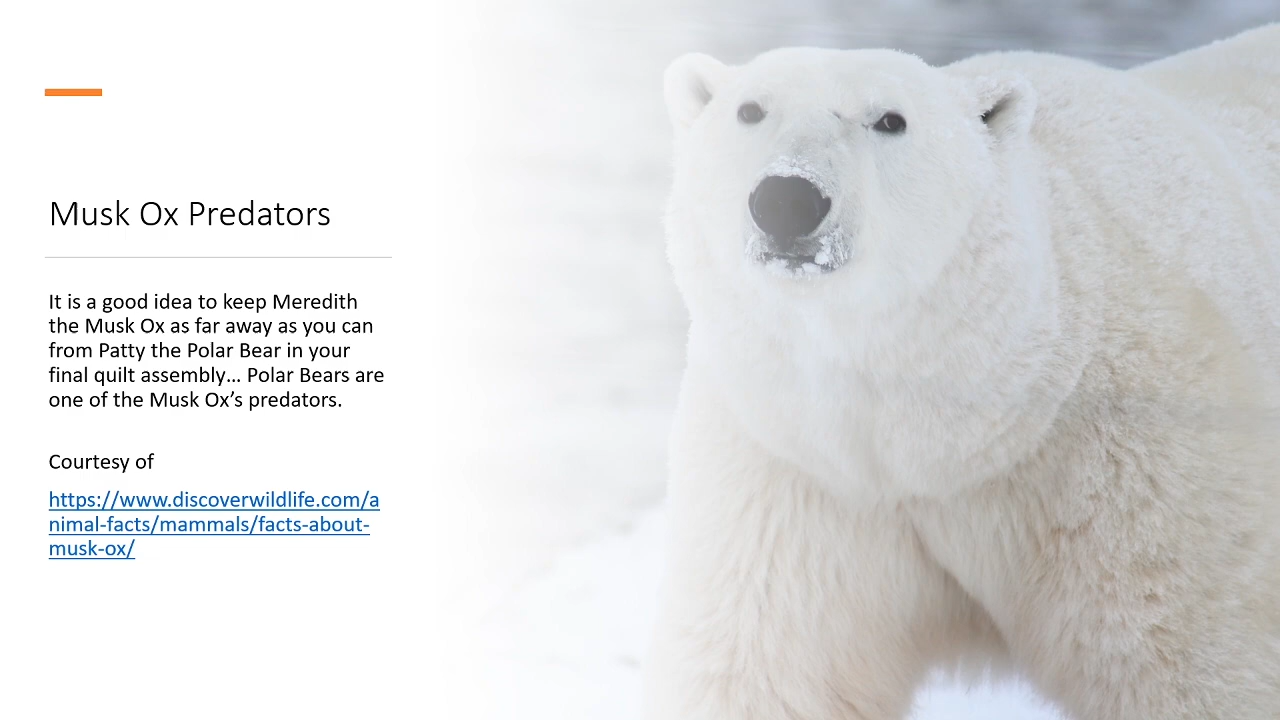 Musk Ox Predators
It is a good idea to keep Meredith
the Musk Ox as far away as you can
from Patty the Polar Bear in your
final quilt assembly… Polar Bears are
one of the Musk Ox’s predators.
Courtesy of
https://www.discoverwildlife.com/a
nimal-facts/mammals/facts-about-
musk-ox/